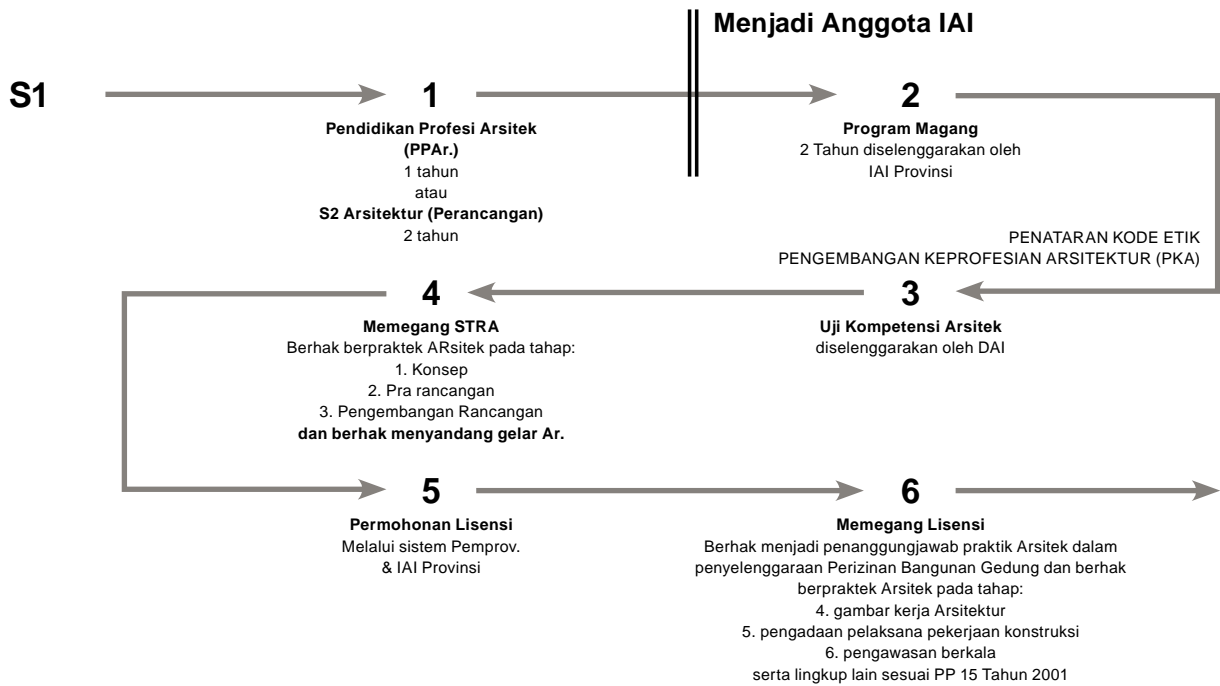 Menjadi Anggota IAI
S1
1
Pendidikan Profesi Arsitek
(PPAr.)
1 tahun
atau
S2 Arsitektur (Perancangan)
2 tahun
2
Program Magang
2 Tahun diselenggarakan oleh
IAI Provinsi
PENATARAN KODE ETIK
PENGEMBANGAN KEPROFESIAN ARSITEKTUR (PKA)
3
Uji Kompetensi Arsitek
diselenggarakan oleh DAI
4
Memegang STRA
Berhak berpraktek ARsitek pada tahap:
1. Konsep
2. Pra rancangan
3. Pengembangan Rancangan
dan berhak menyandang gelar Ar.
5
Permohonan Lisensi
Melalui sistem Pemprov.
& IAI Provinsi
6
Memegang Lisensi
Berhak menjadi penanggungjawab praktik Arsitek dalam
penyelenggaraan Perizinan Bangunan Gedung dan berhak
berpraktek Arsitek pada tahap:
4. gambar kerja Arsitektur
5. pengadaan pelaksana pekerjaan konstruksi
6. pengawasan berkala
serta lingkup lain sesuai PP 15 Tahun 2001